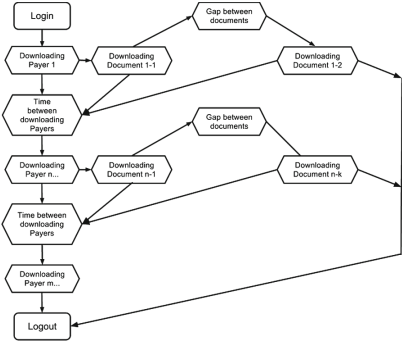 Login
Gap between
documents
Downloading
Payer 1
Downloading
Document 1-1
Downloading
Document 1-2
Time
between
downloading
Payers
Gap between
documents
Downloading
Payer n...
Downloading
Document n-1
Downloading
Document n-k
Time between
downloading
Payers
Downloading
Payer m...
Logout